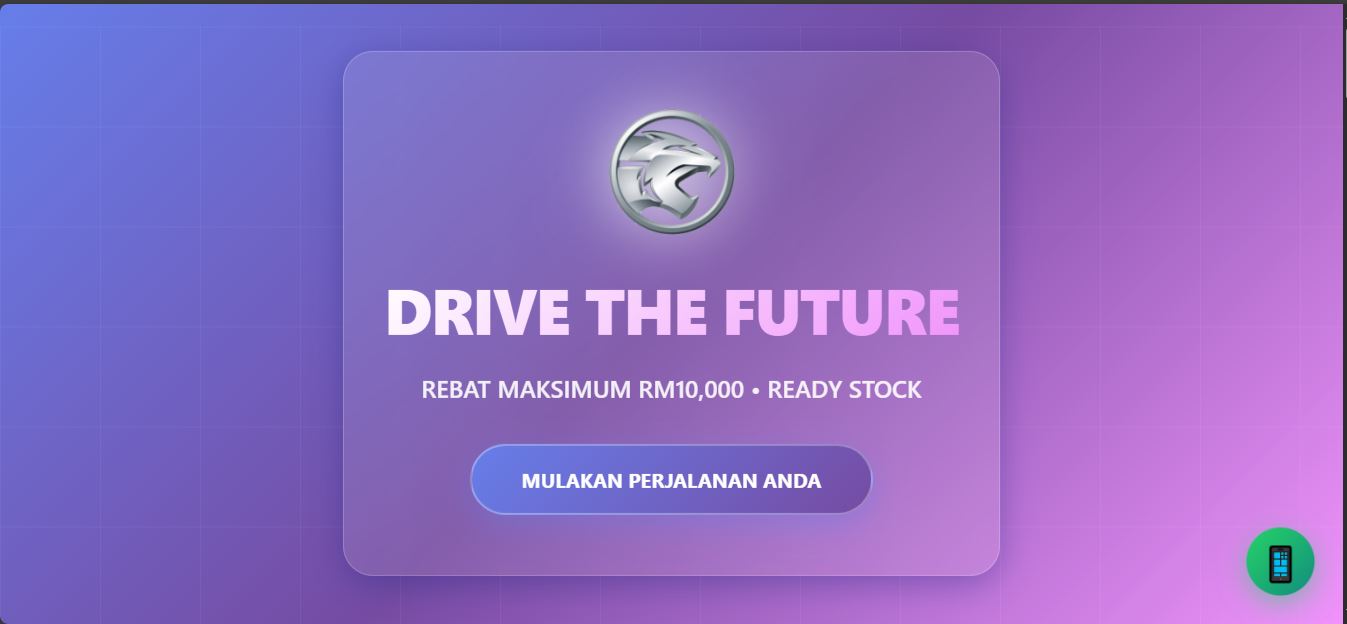 DRIVE THE FUTURE
REBAT MAKSIMUM RM10,000 • READY STOCK
MULAKAN PERJALANAN ANDA